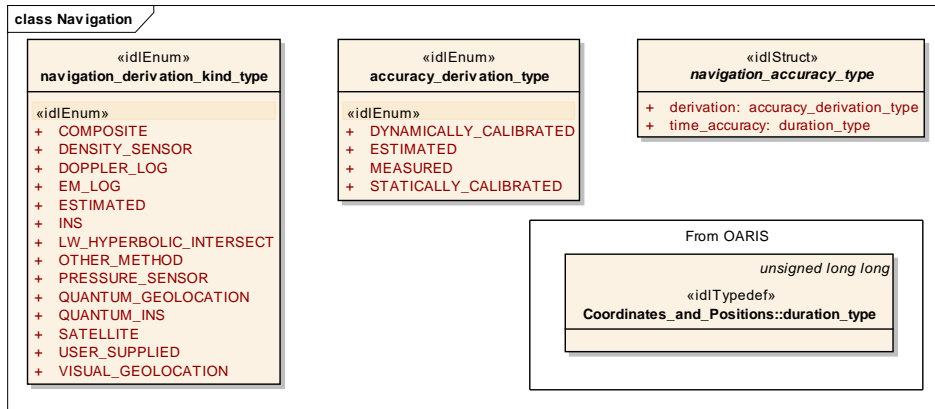 class Navigation
«idlEnum»
navigation_derivation_kind_type
«idlEnum»
+ COMPOSITE
+ DENSITY_SENSOR
+ DOPPLER_LOG
+ EM_LOG
+ ESTIMATED
+ INS
+ LW_HYPERBOLIC_INTERSECT
+ OTHER_METHOD
+ PRESSURE_SENSOR
+ QUANTUM_GEOLOCATION
+ QUANTUM_INS
+ SATELLITE
+ USER_SUPPLIED
+ VISUAL_GEOLOCATION
«idlEnum»
accuracy_derivation_type
«idlEnum»
+ DYNAMICALLY_CALIBRATED
+ ESTIMATED
+ MEASURED
+ STATICALLY_CALIBRATED
«idlStruct»
navigation_accuracy_type
+ derivation: accuracy_derivation_type
+ time_accuracy: duration_type
From OARIS
unsigned long long
«idlTypedef»
Coordinates_and_Positions::duration_type